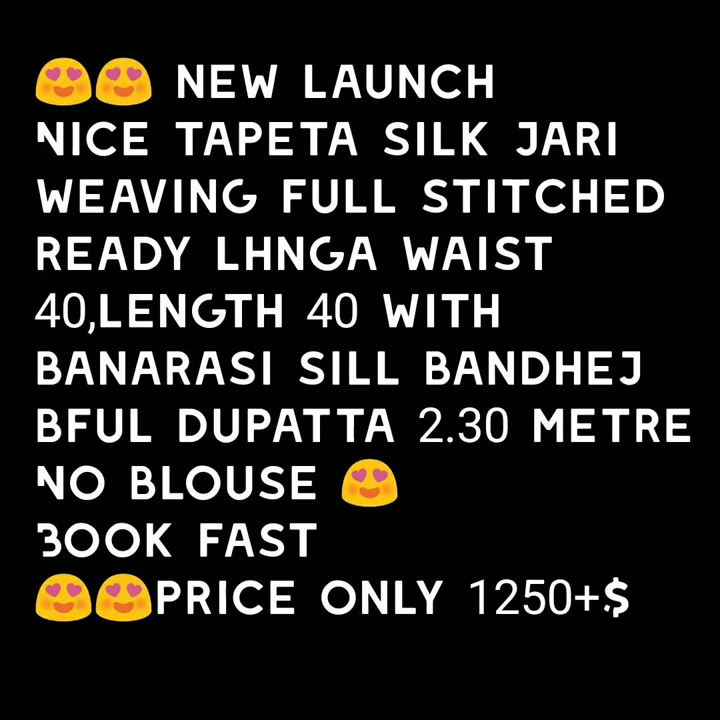 😍😍 NEW LAUNCH
NICE TAPETA SILK JARI
WEAVING FULL STITCHED
READY LHNGA WAIST
40,LENGTH 40 WITH
BANARASI SILL BANDHEJ
BFUL DUPATTA 2.30 METRE
NO BLOUSE 😍
BOOK FAST
😍😍PRICE ONLY 1250+$